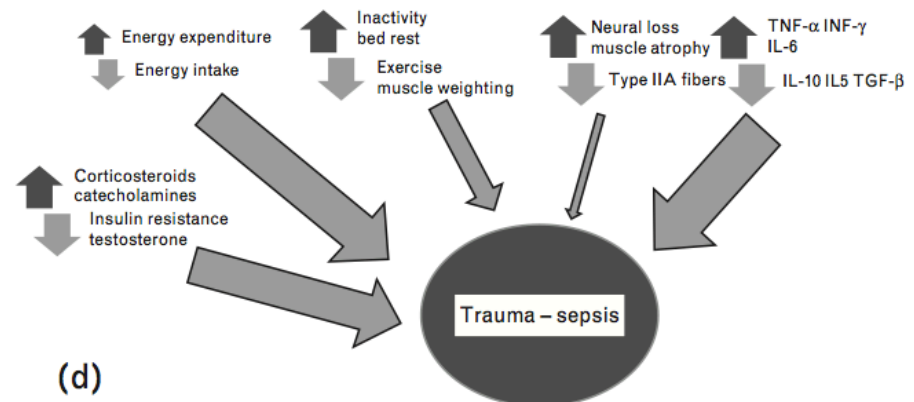 Energy expenditure
Energy intake
Inactivity
bed rest
Exercise
muscle weighting
Neural loss
muscle atrophy
Type IIA fibers
TNF-α INF-γ
IL-6
IL-10 IL5 TGF-β
Corticosteroids
catecholamines
Insulin resistance
testosterone
Trauma – sepsis
(d)